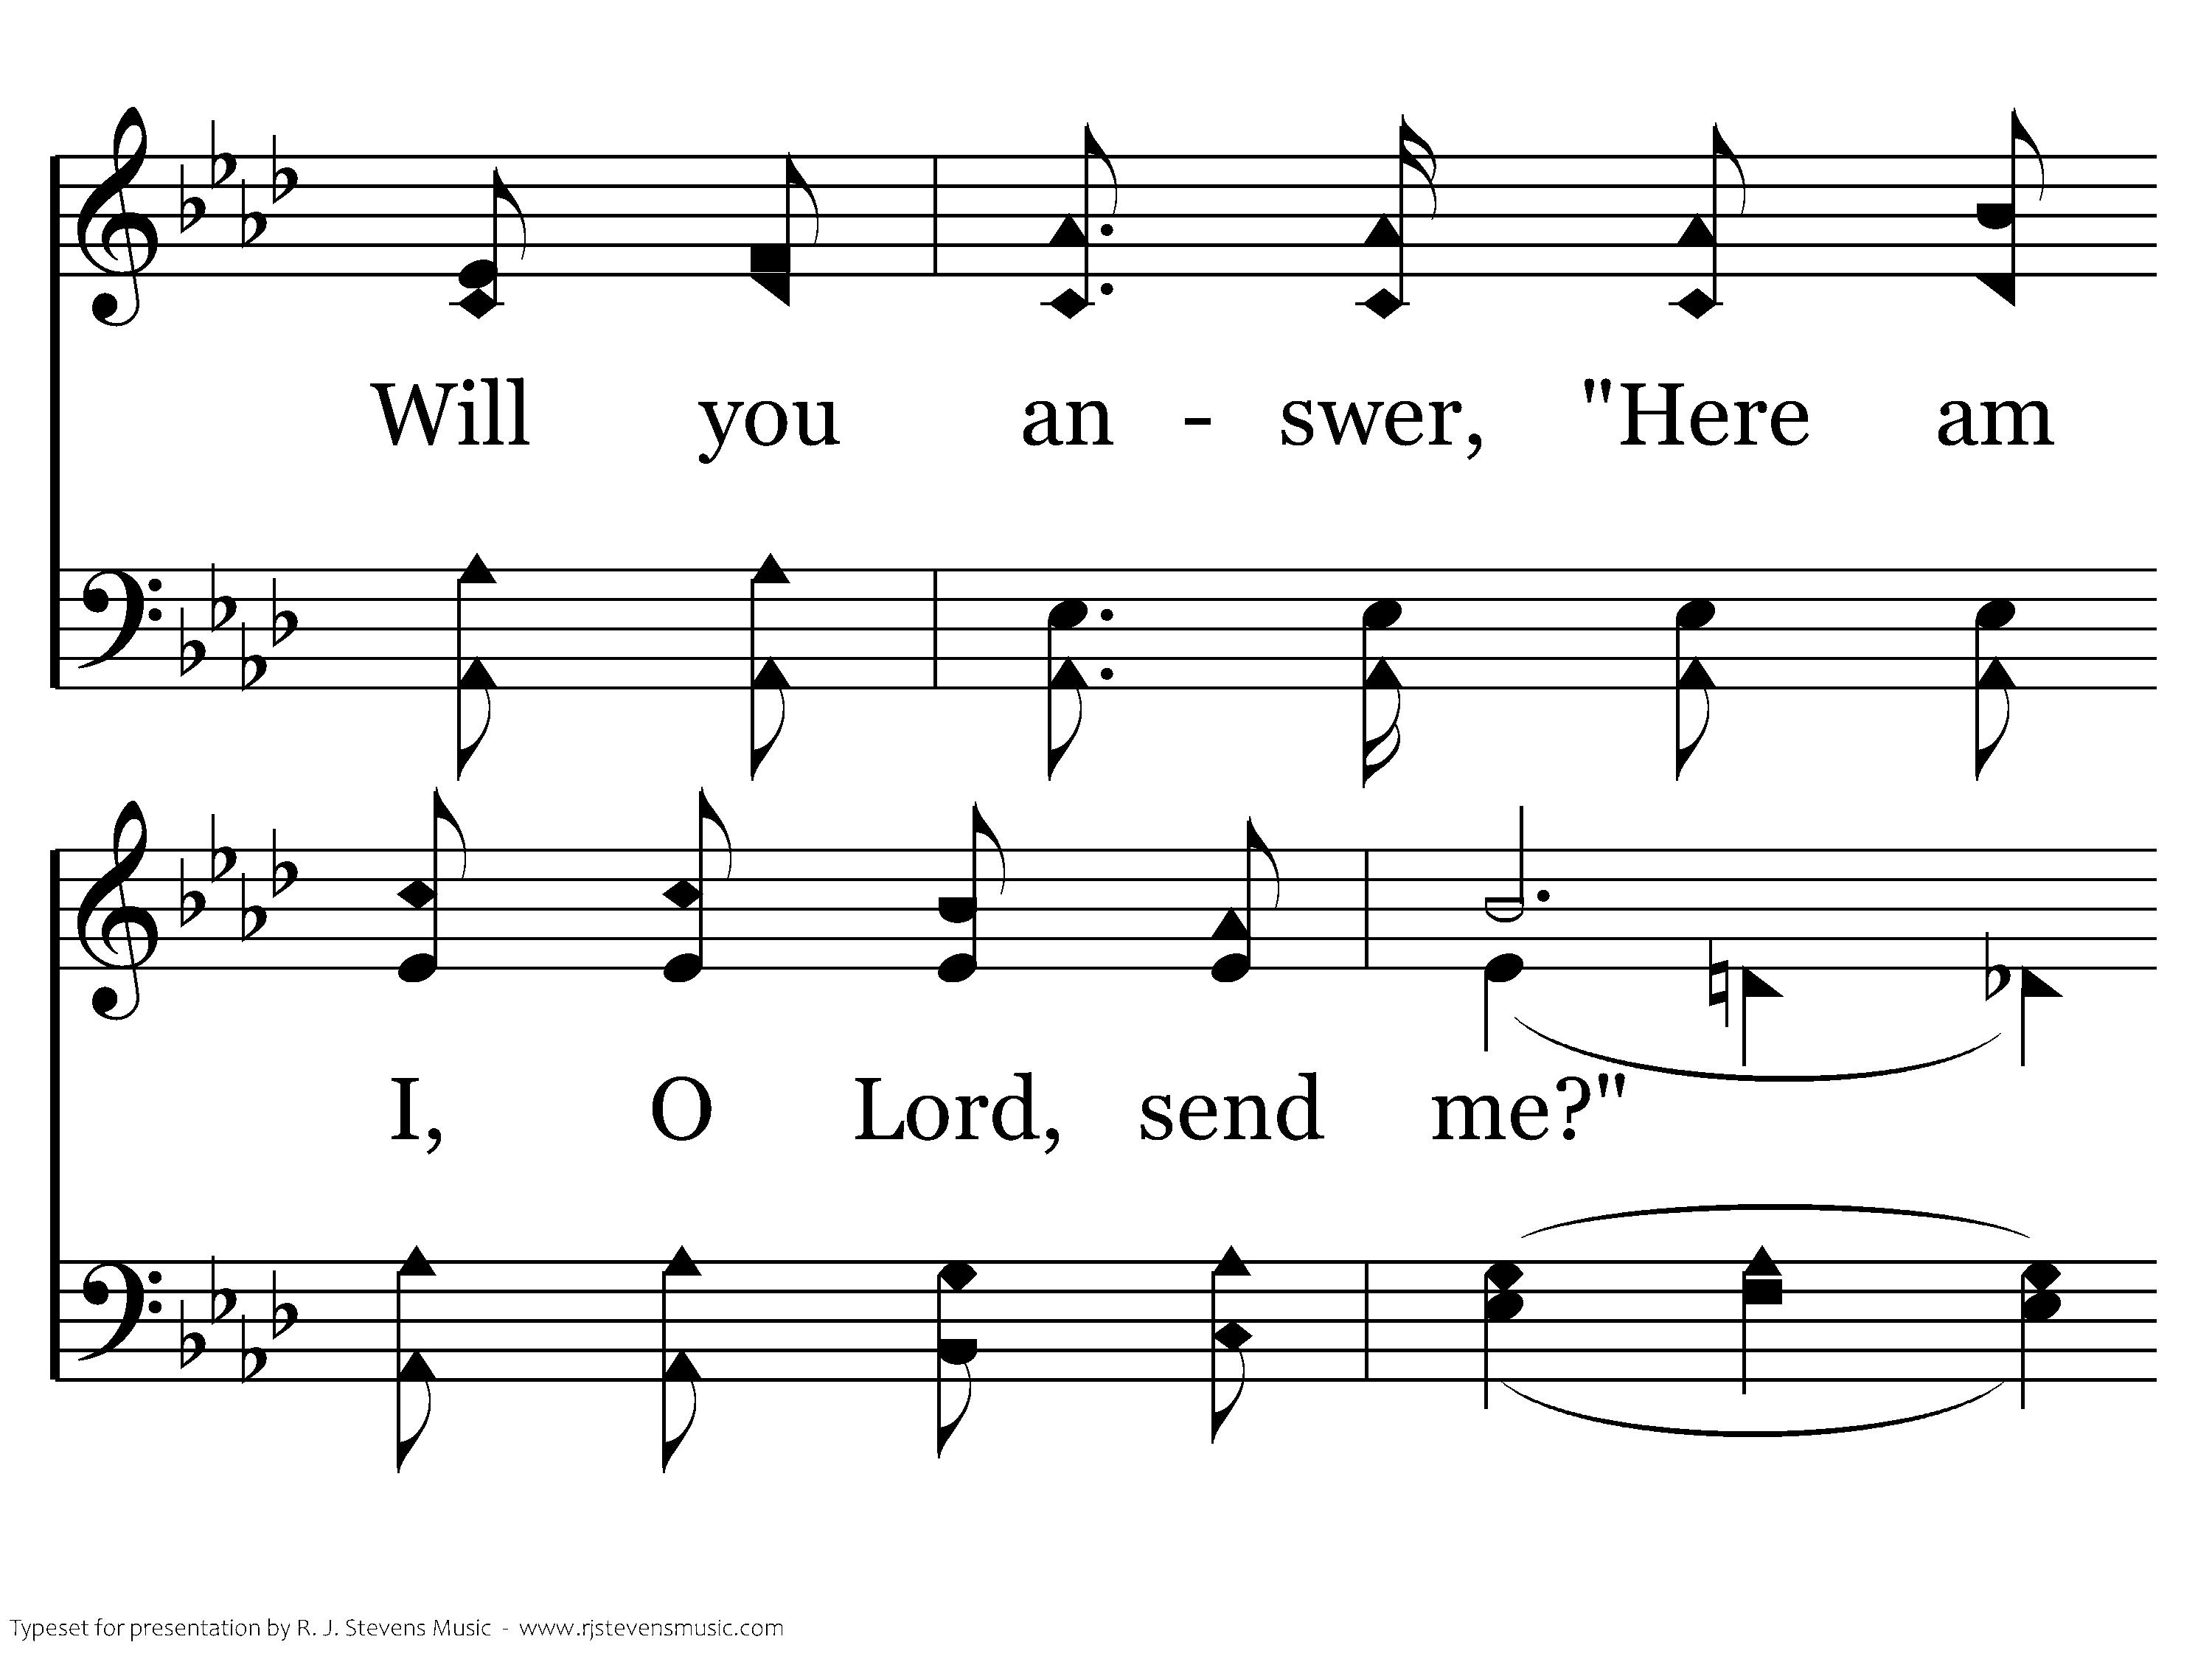 Will you an - swer, "Here am
I, O Lord, send me?"
Typeset for presentation by R. J. Stevens Music - www.rjstevensmusic.com